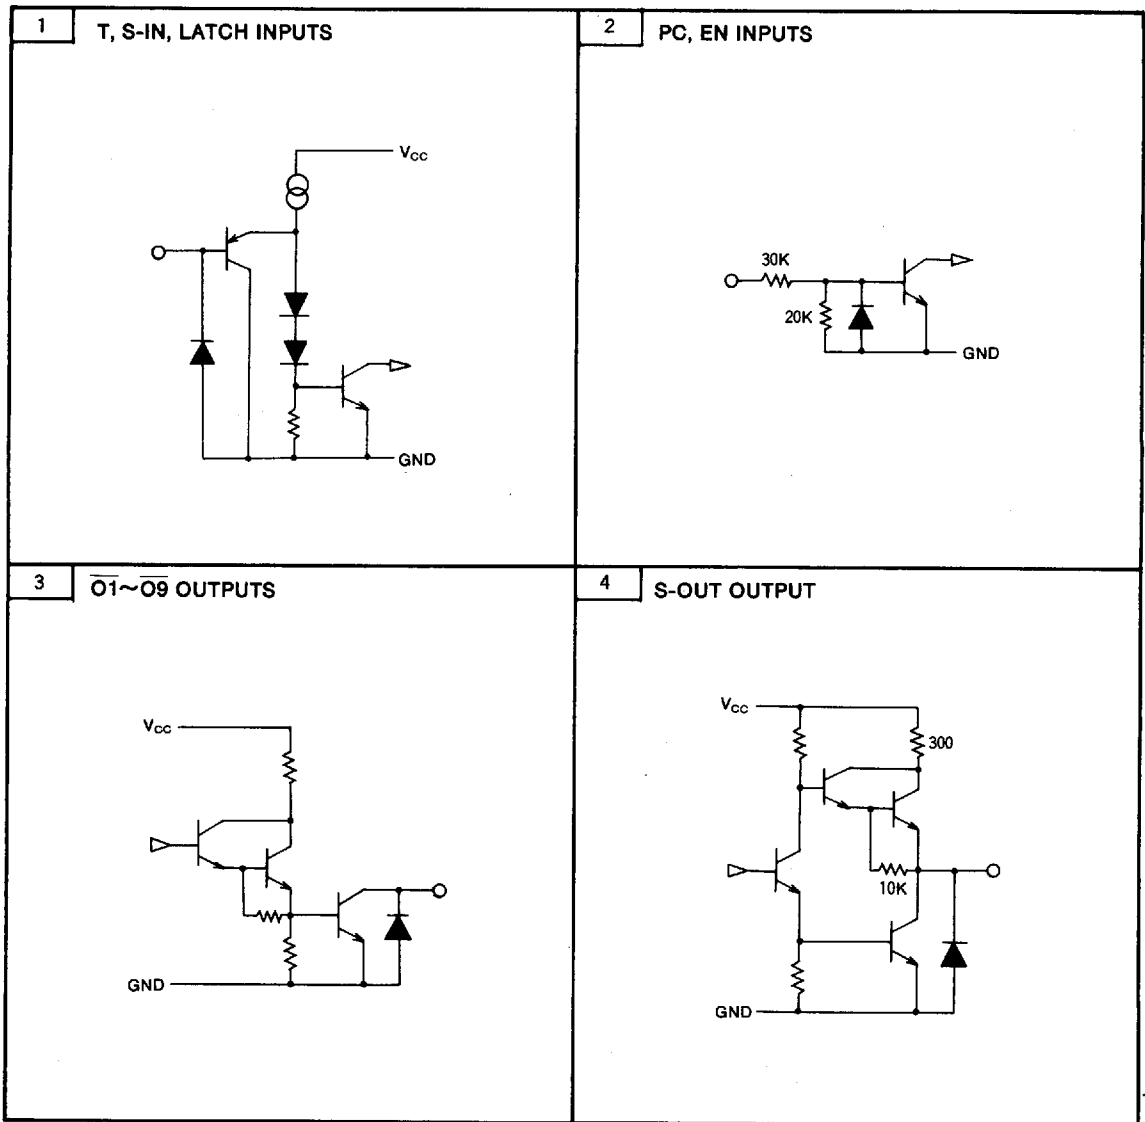 1 T, S-IN, LATCH INPUTS
VCC
GND
2 PC, EN INPUTS
30K
20K
GND
3 O1~O9 OUTPUTS
VCC
GND
4 S-OUT OUTPUT
VCC
300
10K
GND